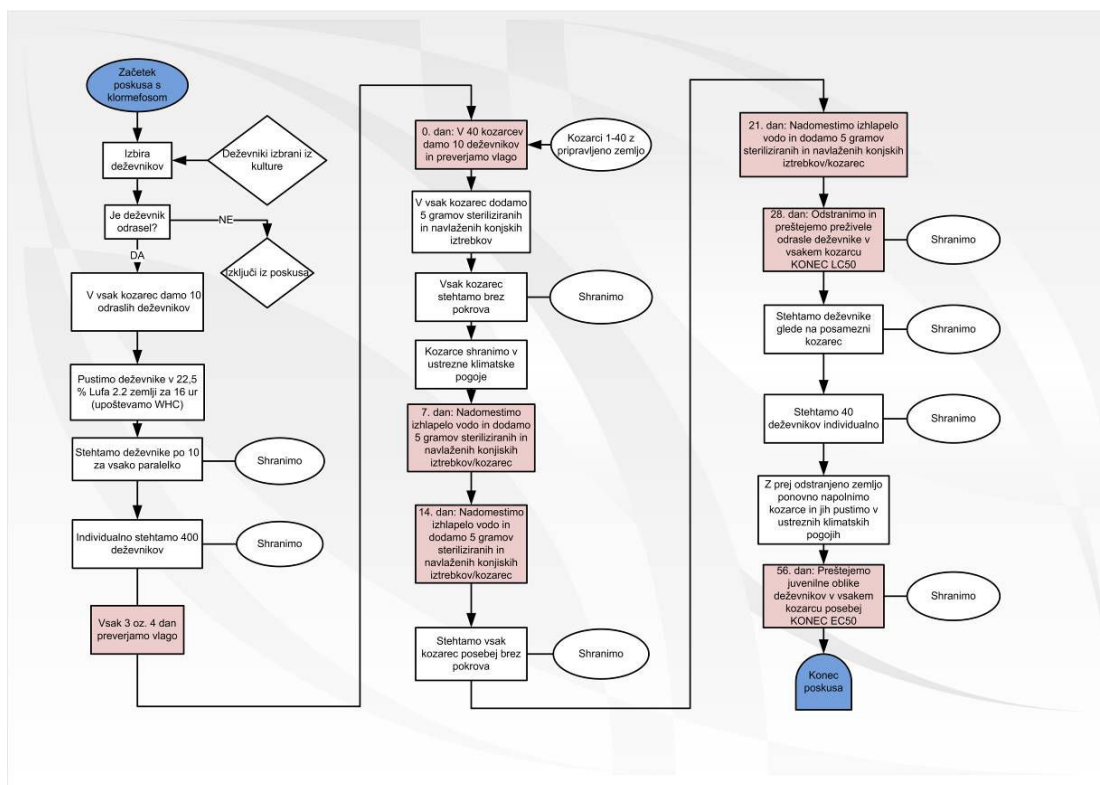 Začetek
poskusa s
klormefosom
Izbira
deževnikov
Deževniki izbrani iz
kulture
Je deževnik
odrasel?
NE
DA
Izključi iz poskusa
V vsak kozarec damo 10
odraslih deževnikov
Pustimo deževnike v 22,5
% Lufa 2.2 zemlji za 16 ur
(upoštevamo WHC)
Stehtamo deževnike po 10
za vsako paralelko
Shranimo
Individualno stehtamo 400
deževnikov
Shranimo
Vsak 3 oz. 4 dan
preverjamo vlago
0. dan: V 40 kozarcev
damo 10 deževnikov
in preverjamo vlago
Kozarci 1-40 z
pripravljeno zemljo
V vsak kozarec dodamo
5 gramov steriliziranih
in navlaženih konjskih
iztrebkov
Vsak kozarec
stehtamo brez
pokrova
Shranimo
Kozarce shranimo v
ustrezne klimatske
pogoje
7. dan: Nadomestimo
izhlapelo vodo in dodamo
5 gramov steriliziranih in
navlaženih konjiskih
iztrebkov/kozarec
14. dan: Nadomestimo
izhlapelo vodo in
dodamo 5 gramov
steriliziranih in
navlaženih konjiskih
iztrebkov/kozarec
Stehtamo vsak
kozarec posebej brez
pokrova
Shranimo
21. dan: Nadomestimo izhlapelo
vodo in dodamo 5 gramov
steriliziranih in navlaženih konjskih
iztrebkov/kozarec
28. dan: Odstranimo in
preštejemo preživele
odrasle deževnike v
vsakem kozarcu
KONEC LC50
Shranimo
Stehtamo deževnike
glede na posamezni
kozarec
Shranimo
Stehtamo 40
deževnikov individualno
Shranimo
Z prej odstranjeno zemljo
ponovno napolnimo
kozarce in jih pustimo v
ustreznih klimatskih
pogojih
56. dan: Preštejemo
juvenilne oblike
deževnikov v vsakem
kozarcu posebej
KONEC EC50
Shranimo
Konec
poskusa